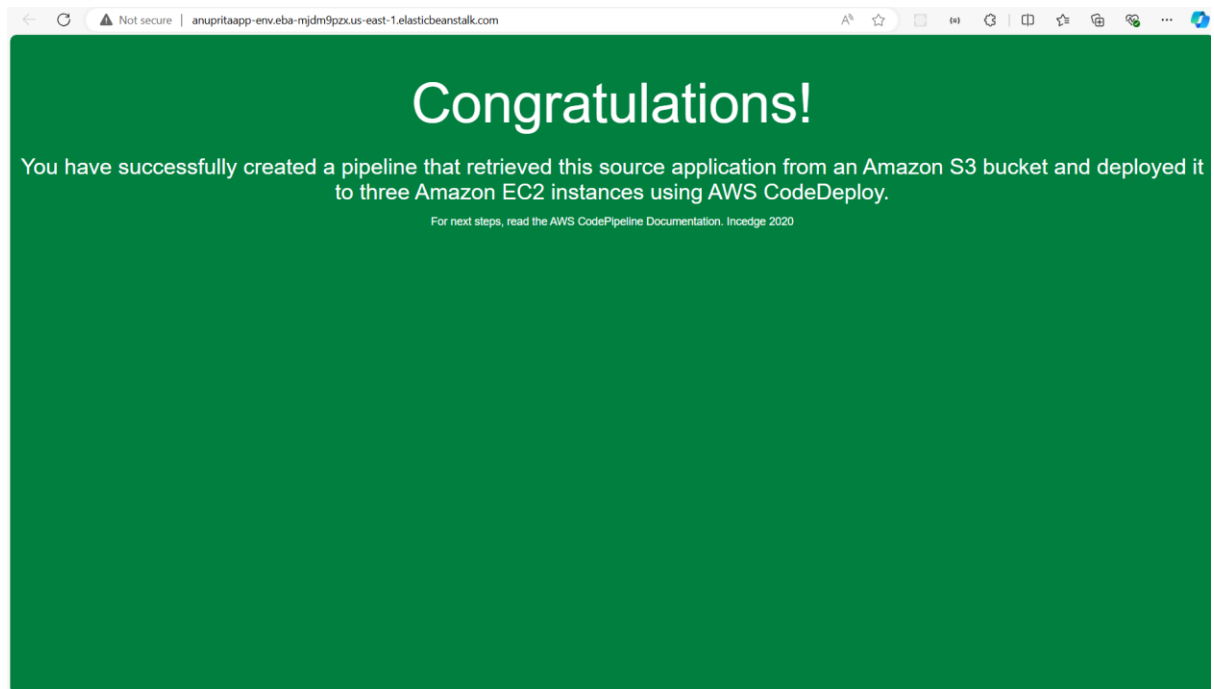 Not secure | anupritaapp-env.eba-mjdm9pzx.us-east-1.elasticbeanstalk.com
Congratulations!
You have successfully created a pipeline that retrieved this source application from an Amazon S3 bucket and deployed it
to three Amazon EC2 instances using AWS CodeDeploy.
For next steps, read the AWS CodePipeline Documentation. Incedge 2020